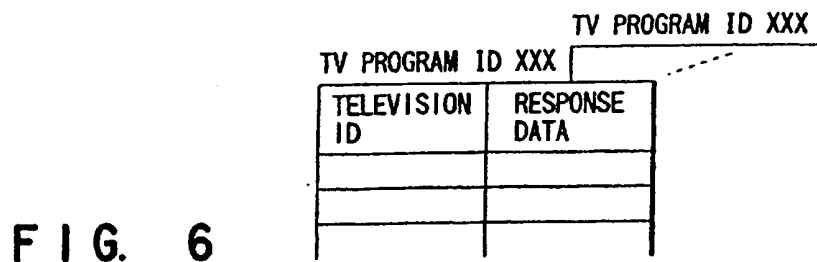 TV PROGRAM ID XXX
TV PROGRAM ID XXX
TELEVISION ID
RESPONSE DATA
FIG. 6